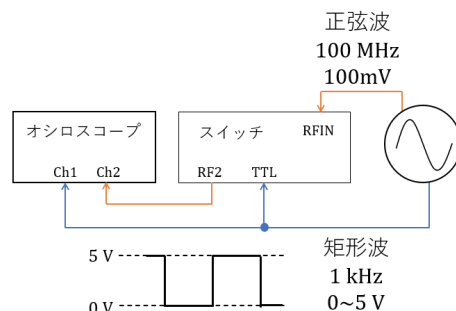 正弦波
100 MHz
100mV
オシロスコープ
スイッチ
RFIN
Ch1
Ch2
RF2
TTL
5 V
0 V
矩形波
1 kHz
0~5 V